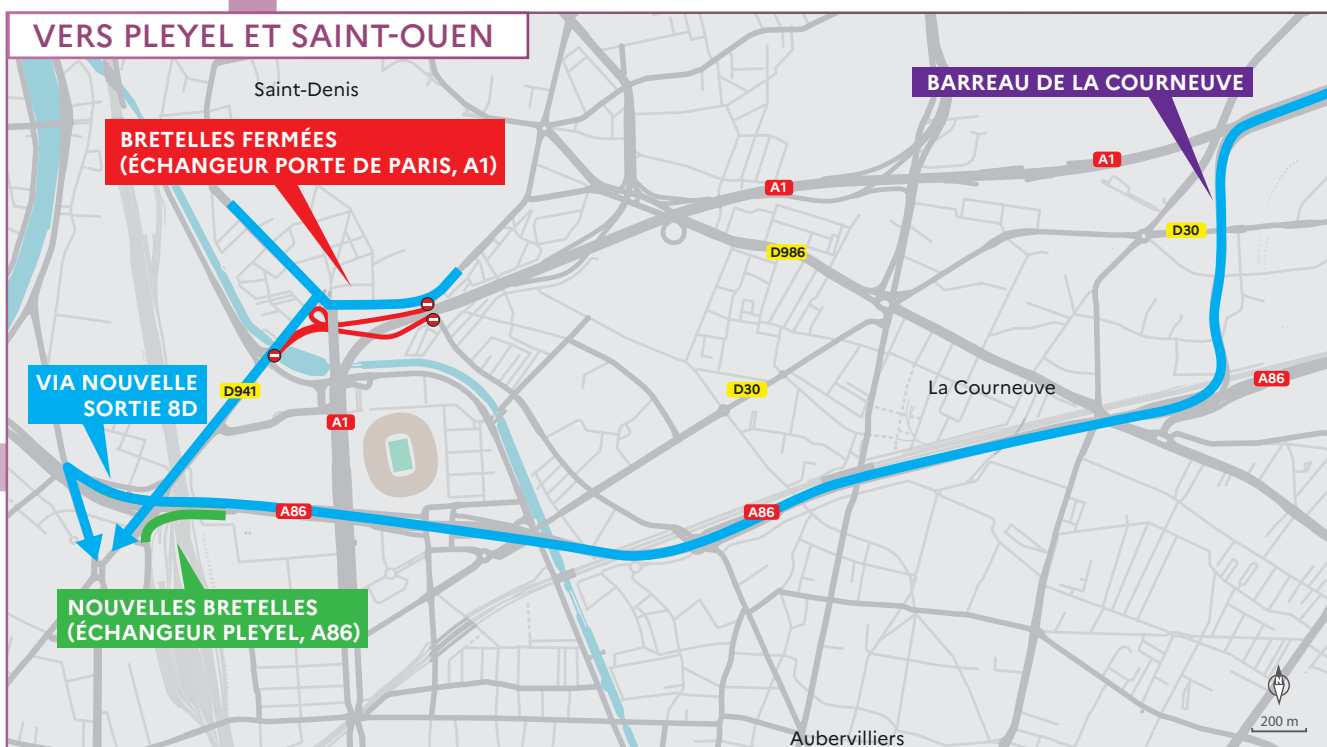 VERS PLEYEL ET SAINT-OUEN
Saint-Denis
BARREAU DE LA COURNEUVE
BRETELLES FERMÉES
(ÉCHANGEUR PORTE DE PARIS, A1)
A1
A1
D30
D986
VIA NOUVELLE
SORTIE 8D
D941
D30
La Courneuve
A86
A1
A86
A86
NOUVELLES BRETELLES
(ÉCHANGEUR PLEYEL, A86)
N
200 m
Aubervilliers